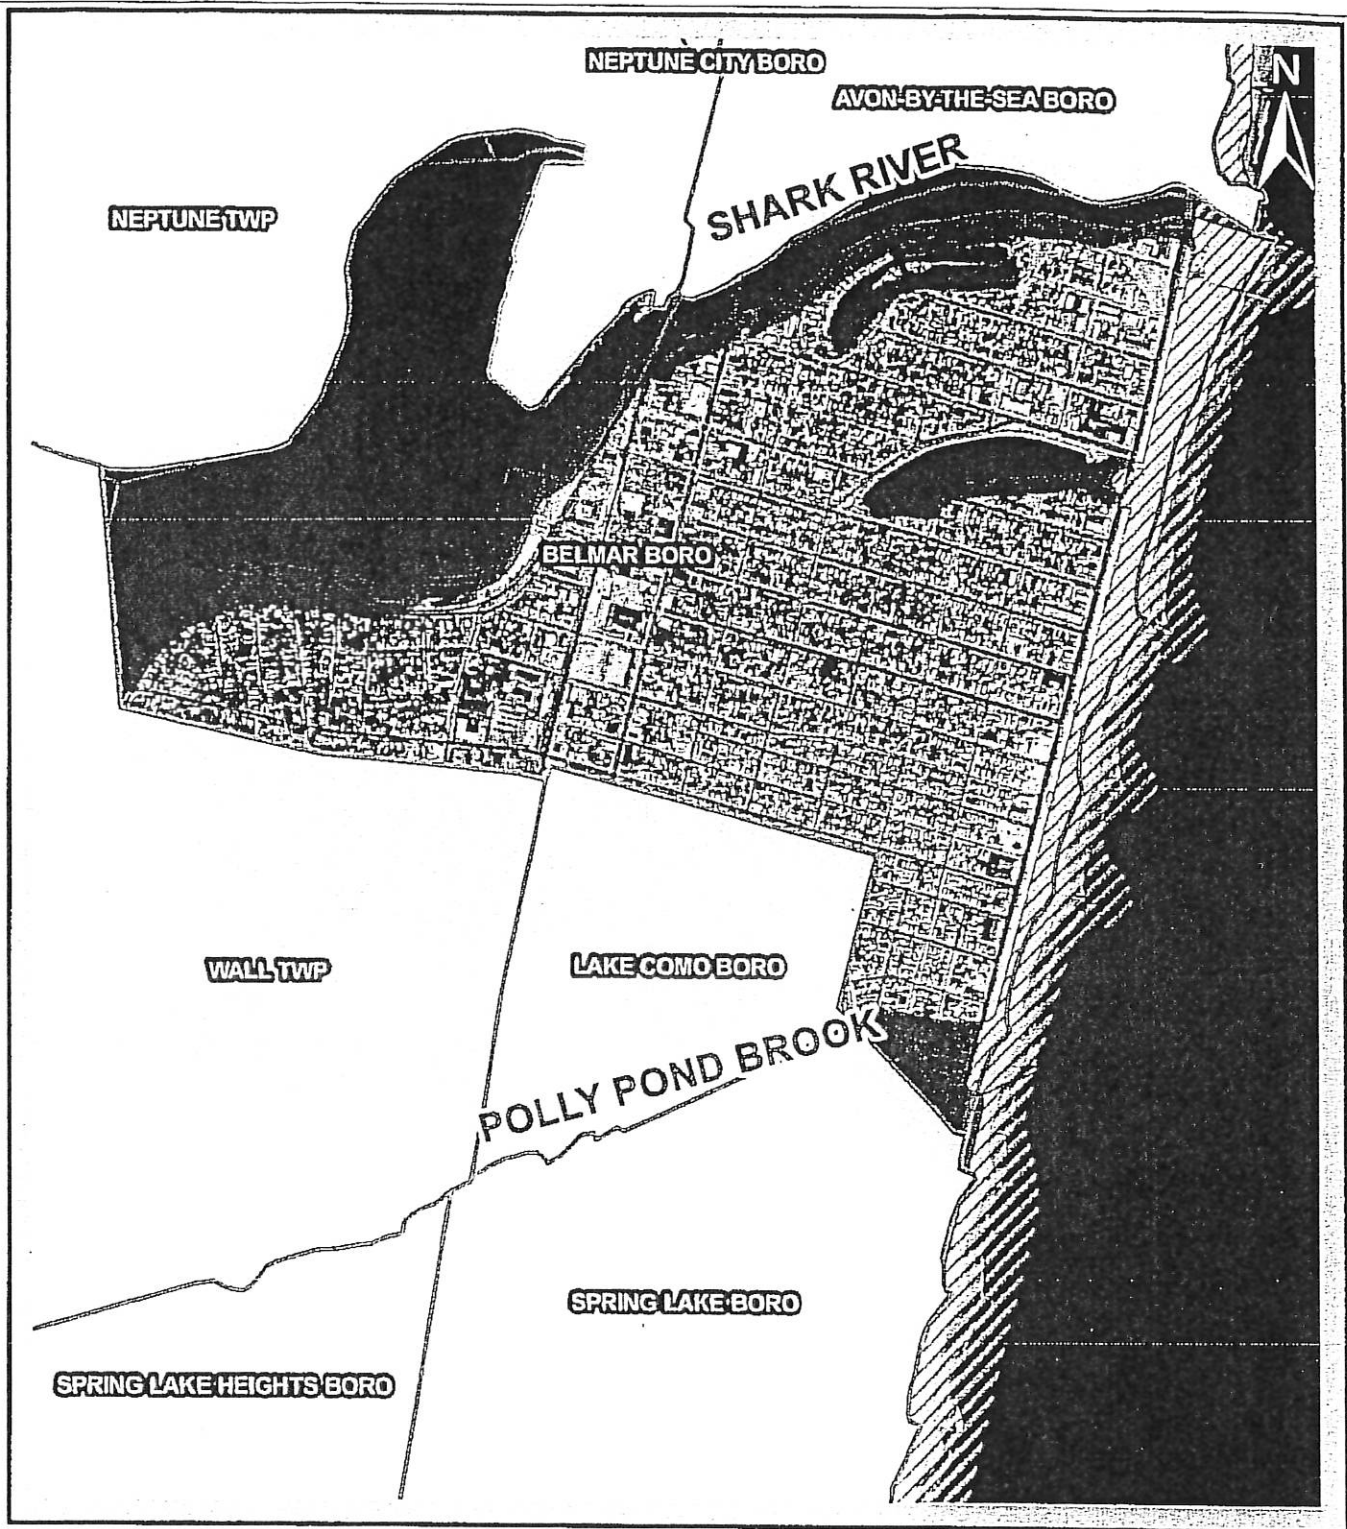 NEPTUNE CITY BORO
N
AVON-BY-THE-SEA BORO
SHARK RIVER
NEPTUNE TWP
BELMAR BORO
WALL TWP
LAKE COMO BORO
POLLY POND BROOK
SPRING LAKE BORO
SPRING LAKE HEIGHTS BORO